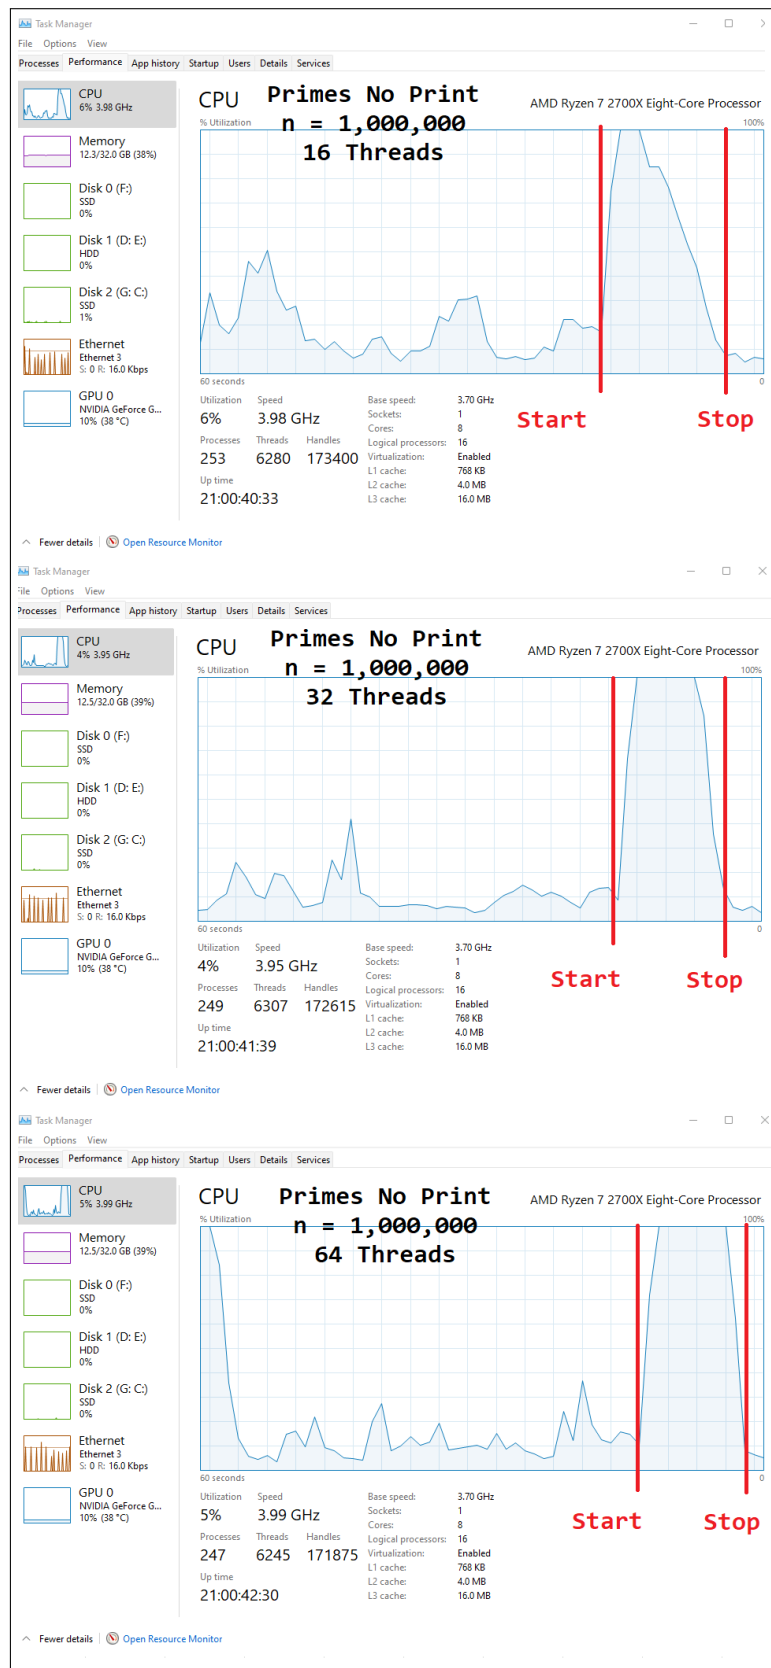 Task Manager
File Options View
Processes Performance App history Startup Users Details Services
CPU
6% 3.98 GHz
Memory
12.3/32.0 GB (38%)
Disk 0 (F:)
SSD
0%
Disk 1 (D: E:)
HDD
0%
Disk 2 (G: C:)
SSD
1%
Ethernet
Ethernet 3
S: 0 R: 16.0 Kbps
GPU 0
NVIDIA GeForce G...
10% (38 °C)
CPU Primes No Print AMD Ryzen 7 2700X Eight-Core Processor
% Utilization n = 1,000,000 100%
16 Threads
60 seconds 0
Start Stop
Utilization Speed
6% 3.98 GHz
Processes Threads Handles
253 6280 173400
Up time
21:00:40:33
Base speed: 3.70 GHz
Sockets: 1
Cores: 8
Logical processors: 16
Virtualization: Enabled
L1 cache: 768 KB
L2 cache: 4.0 MB
L3 cache: 16.0 MB
Fewer details Open Resource Monitor
Task Manager
File Options View
Processes Performance App history Startup Users Details Services
CPU
4% 3.95 GHz
Memory
12.5/32.0 GB (39%)
Disk 0 (F:)
SSD
0%
Disk 1 (D: E:)
HDD
0%
Disk 2 (G: C:)
SSD
0%
Ethernet
Ethernet 3
S: 0 R: 16.0 Kbps
GPU 0
NVIDIA GeForce G...
10% (38 °C)
CPU Primes No Print AMD Ryzen 7 2700X Eight-Core Processor
% Utilization n = 1,000,000 100%
32 Threads
60 seconds 0
Start Stop
Utilization Speed
4% 3.95 GHz
Processes Threads Handles
249 6307 172615
Up time
21:00:41:39
Base speed: 3.70 GHz
Sockets: 1
Cores: 8
Logical processors: 16
Virtualization: Enabled
L1 cache: 768 KB
L2 cache: 4.0 MB
L3 cache: 16.0 MB
Fewer details Open Resource Monitor
Task Manager
File Options View
Processes Performance App history Startup Users Details Services
CPU
5% 3.99 GHz
Memory
12.5/32.0 GB (39%)
Disk 0 (F:)
SSD
0%
Disk 1 (D: E:)
HDD
0%
Disk 2 (G: C:)
SSD
0%
Ethernet
Ethernet 3
S: 0 R: 16.0 Kbps
GPU 0
NVIDIA GeForce G...
10% (38 °C)
CPU Primes No Print AMD Ryzen 7 2700X Eight-Core Processor
% Utilization n = 1,000,000 100%
64 Threads
60 seconds 0
Start Stop
Utilization Speed
5% 3.99 GHz
Processes Threads Handles
247 6245 171875
Up time
21:00:42:30
Base speed: 3.70 GHz
Sockets: 1
Cores: 8
Logical processors: 16
Virtualization: Enabled
L1 cache: 768 KB
L2 cache: 4.0 MB
L3 cache: 16.0 MB
Fewer details Open Resource Monitor